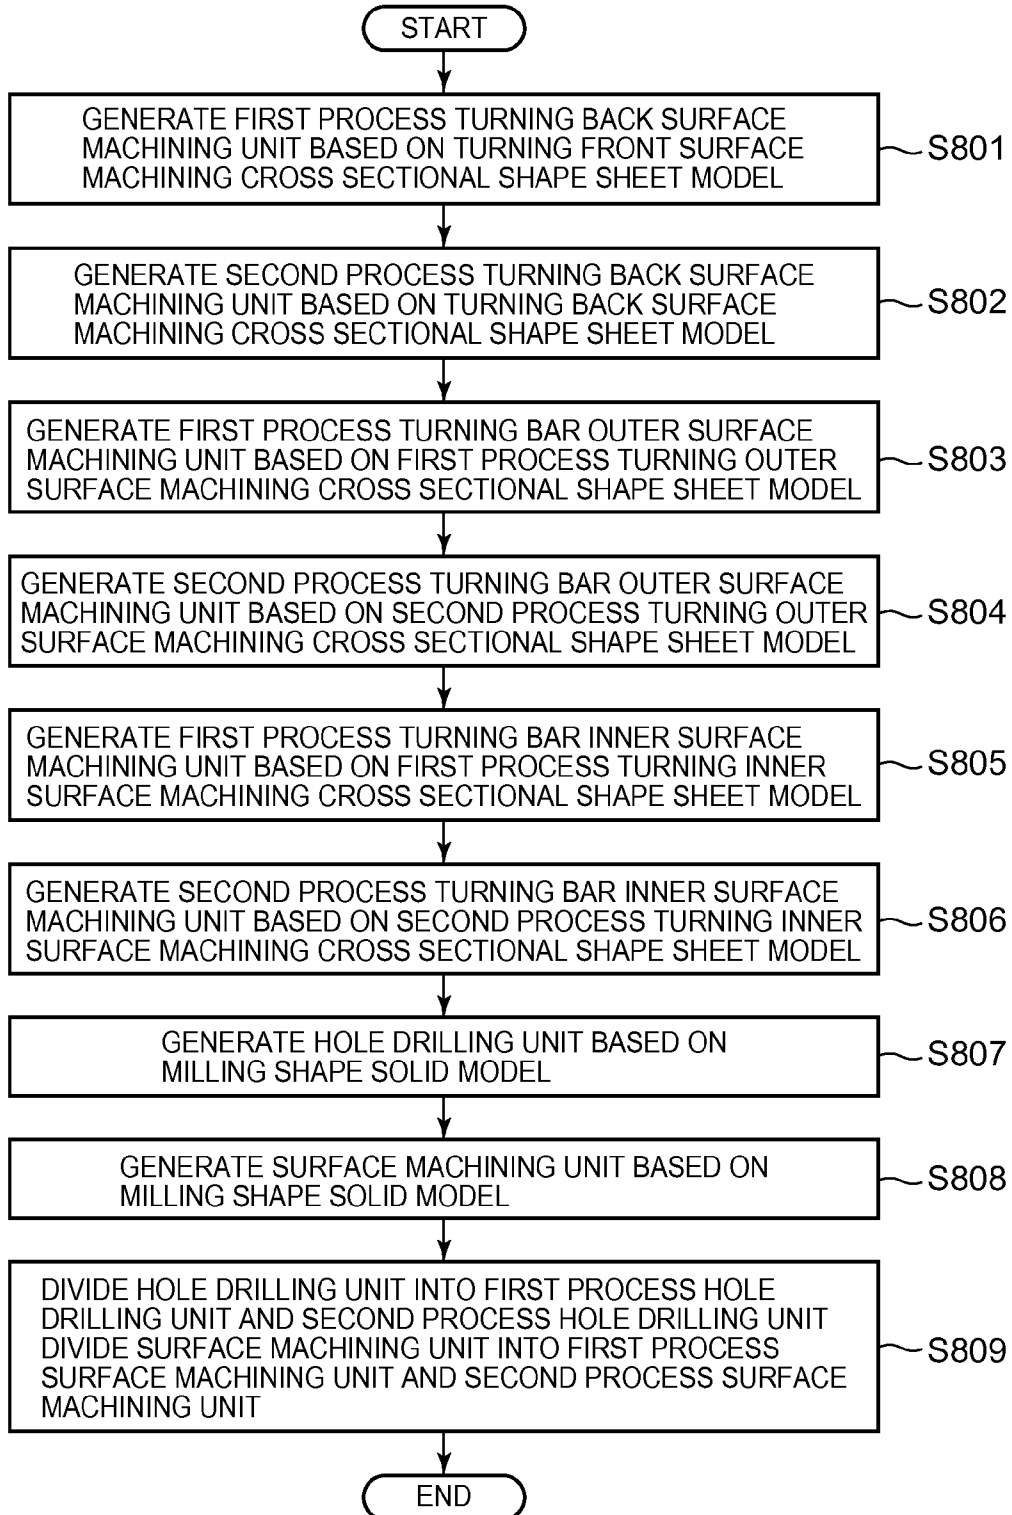 START
GENERATE FIRST PROCESS TURNING BACK SURFACE
MACHINING UNIT BASED ON TURNING FRONT SURFACE
MACHINING CROSS SECTIONAL SHAPE SHEET MODEL
S801
GENERATE SECOND PROCESS TURNING BACK SURFACE
MACHINING UNIT BASED ON TURNING BACK SURFACE
MACHINING CROSS SECTIONAL SHAPE SHEET MODEL
S802
GENERATE FIRST PROCESS TURNING BAR OUTER SURFACE
MACHINING UNIT BASED ON FIRST PROCESS TURNING OUTER
SURFACE MACHINING CROSS SECTIONAL SHAPE SHEET MODEL
S803
GENERATE SECOND PROCESS TURNING BAR OUTER SURFACE
MACHINING UNIT BASED ON SECOND PROCESS TURNING OUTER
SURFACE MACHINING CROSS SECTIONAL SHAPE SHEET MODEL
S804
GENERATE FIRST PROCESS TURNING BAR INNER SURFACE
MACHINING UNIT BASED ON FIRST PROCESS TURNING INNER
SURFACE MACHINING CROSS SECTIONAL SHAPE SHEET MODEL
S805
GENERATE SECOND PROCESS TURNING BAR INNER SURFACE
MACHINING UNIT BASED ON SECOND PROCESS TURNING INNER
SURFACE MACHINING CROSS SECTIONAL SHAPE SHEET MODEL
S806
GENERATE HOLE DRILLING UNIT BASED ON
MILLING SHAPE SOLID MODEL
S807
GENERATE SURFACE MACHINING UNIT BASED ON
MILLING SHAPE SOLID MODEL
S808
DIVIDE HOLE DRILLING UNIT INTO FIRST PROCESS HOLE
DRILLING UNIT AND SECOND PROCESS HOLE DRILLING UNIT
DIVIDE SURFACE MACHINING UNIT INTO FIRST PROCESS
SURFACE MACHINING UNIT AND SECOND PROCESS SURFACE
MACHINING UNIT
S809
END